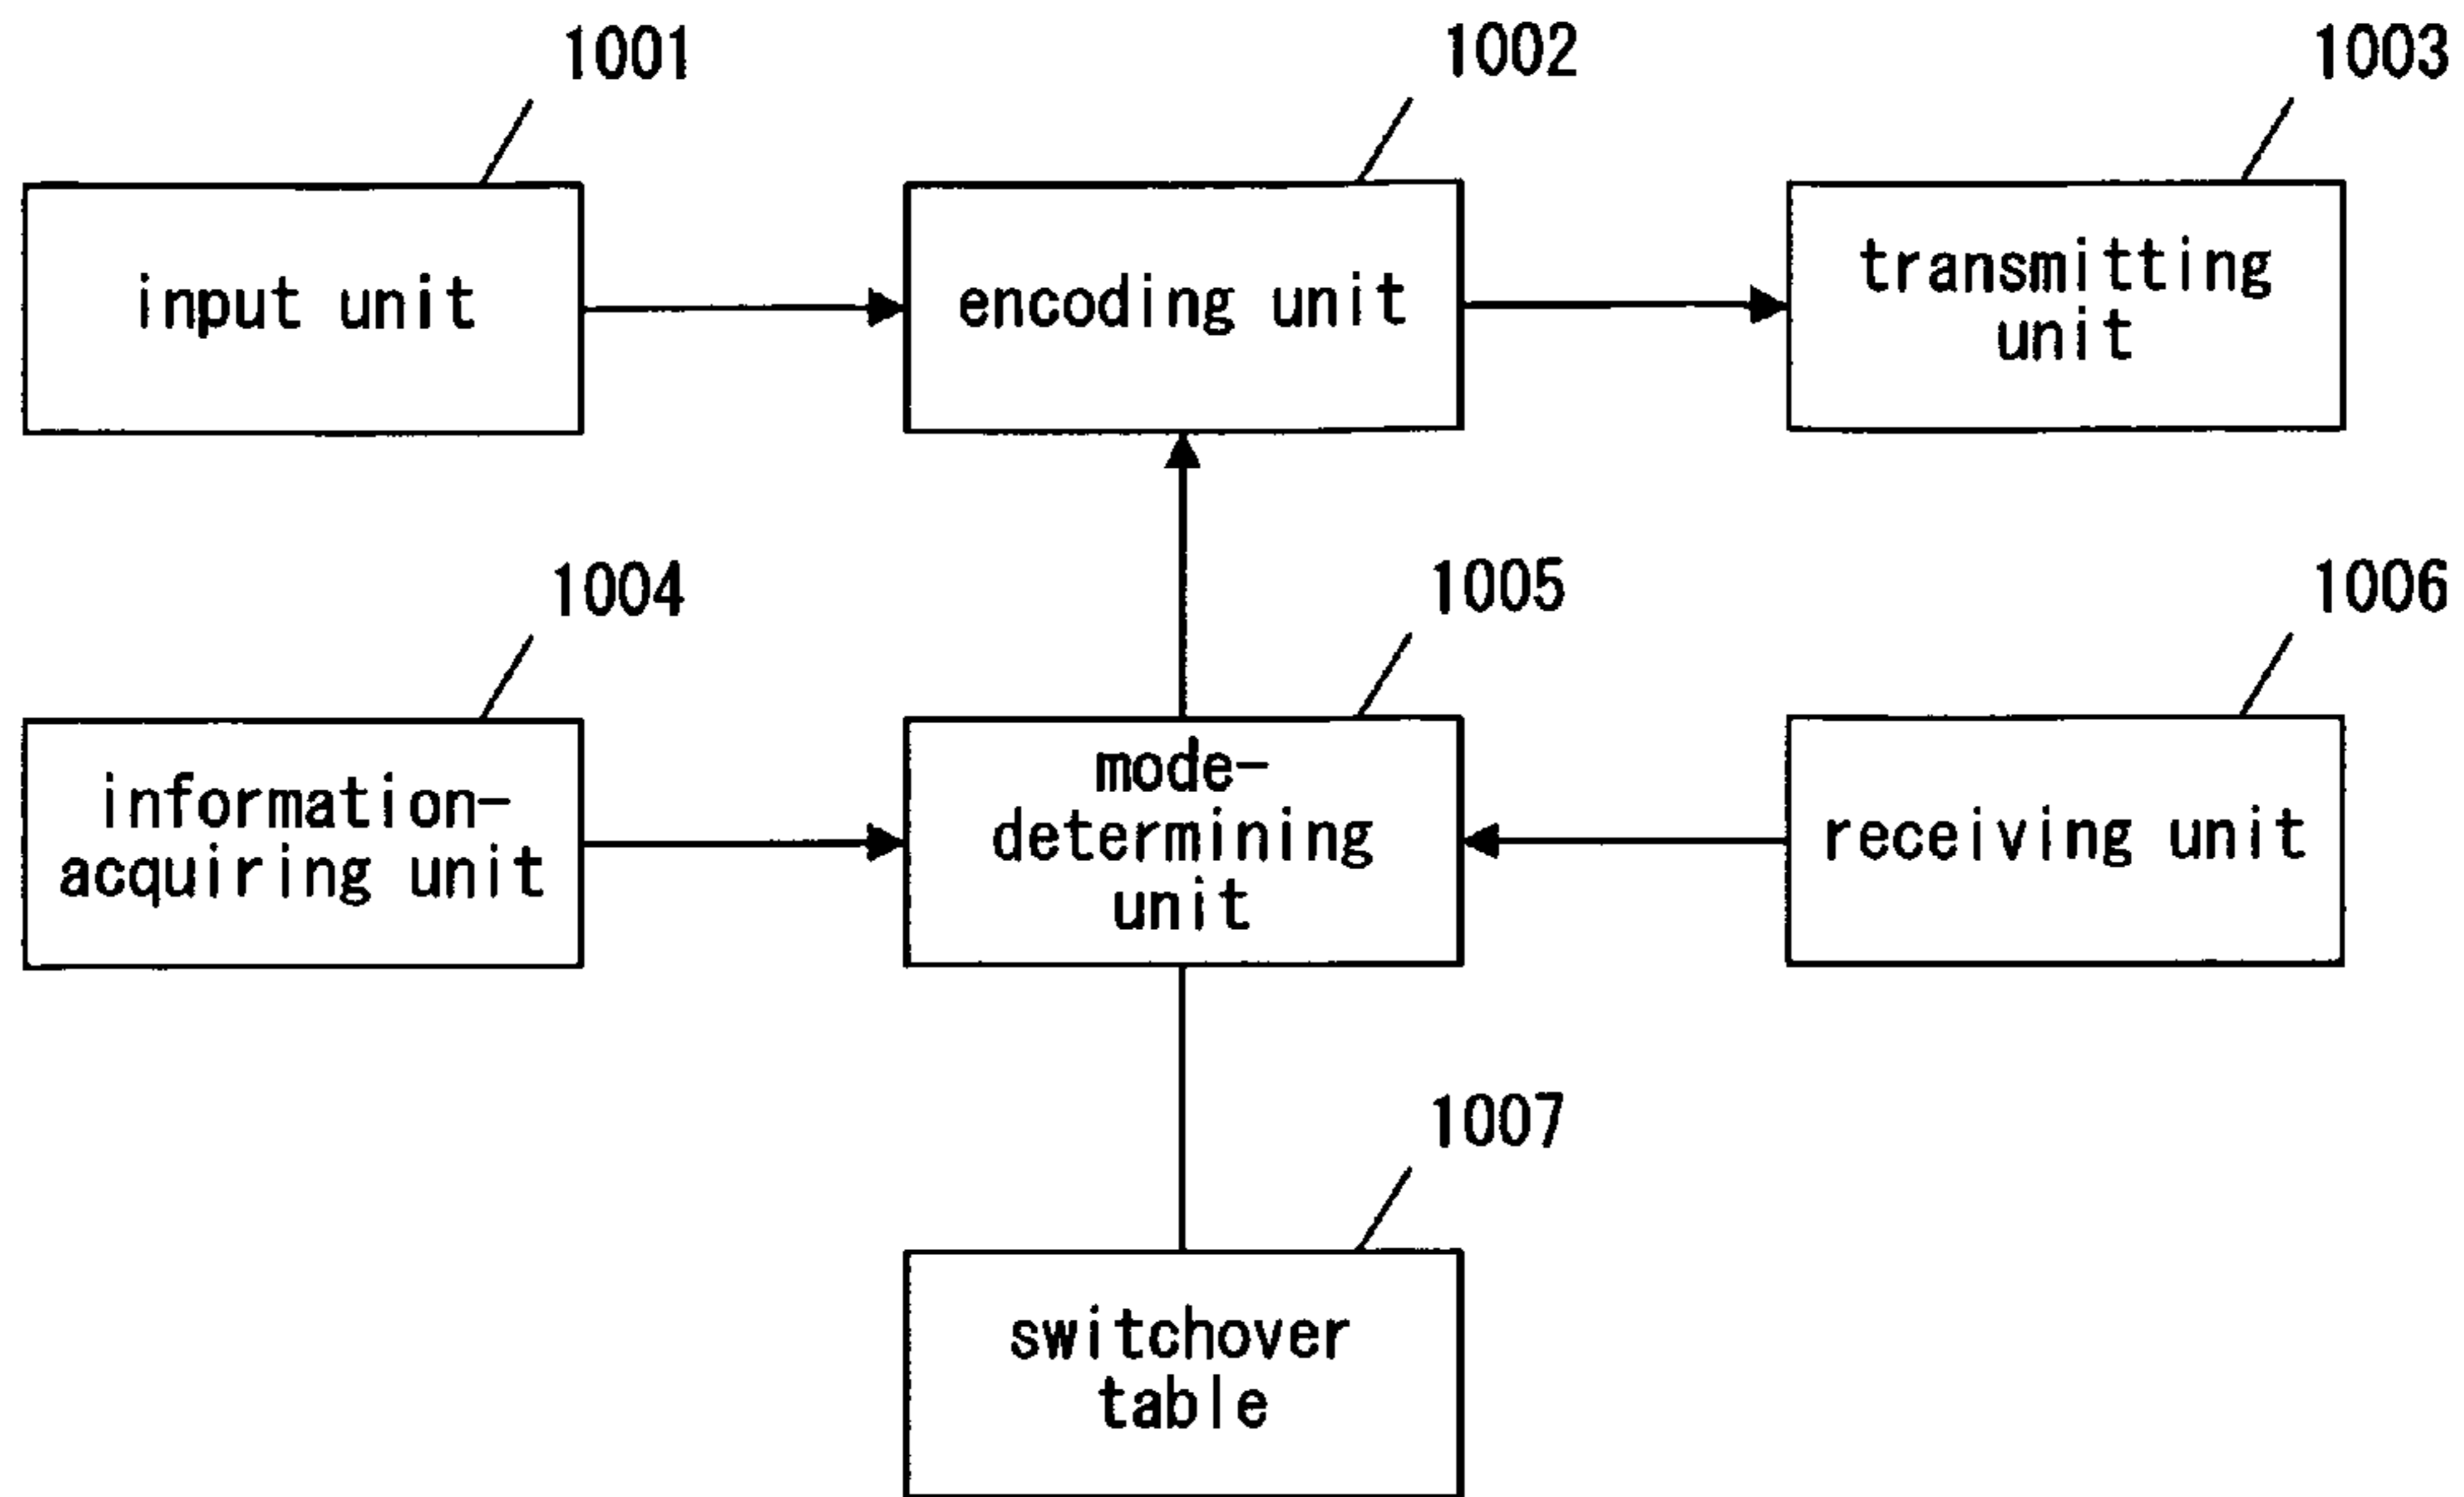 1001
1002
1003
input unit
encoding unit
transmitting
unit
1004
1005
1006
information-
acquiring unit
mode-
determining
unit
receiving unit
1007
switchover
table